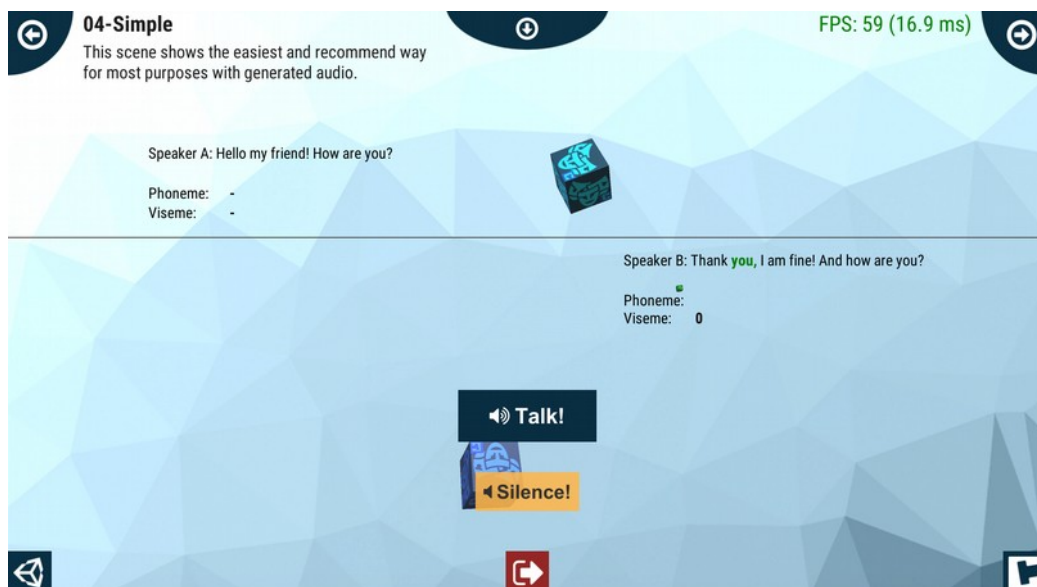 04-Simple
FPS: 59 (16.9 ms)
This scene shows the easiest and recommend way
for most purposes with generated audio.
Speaker A: Hello my friend! How are you?
Phoneme: -
Viseme: -
Speaker B: Thank you, I am fine! And how are you?
Phoneme:
Viseme: 0
Talk!
Silence!